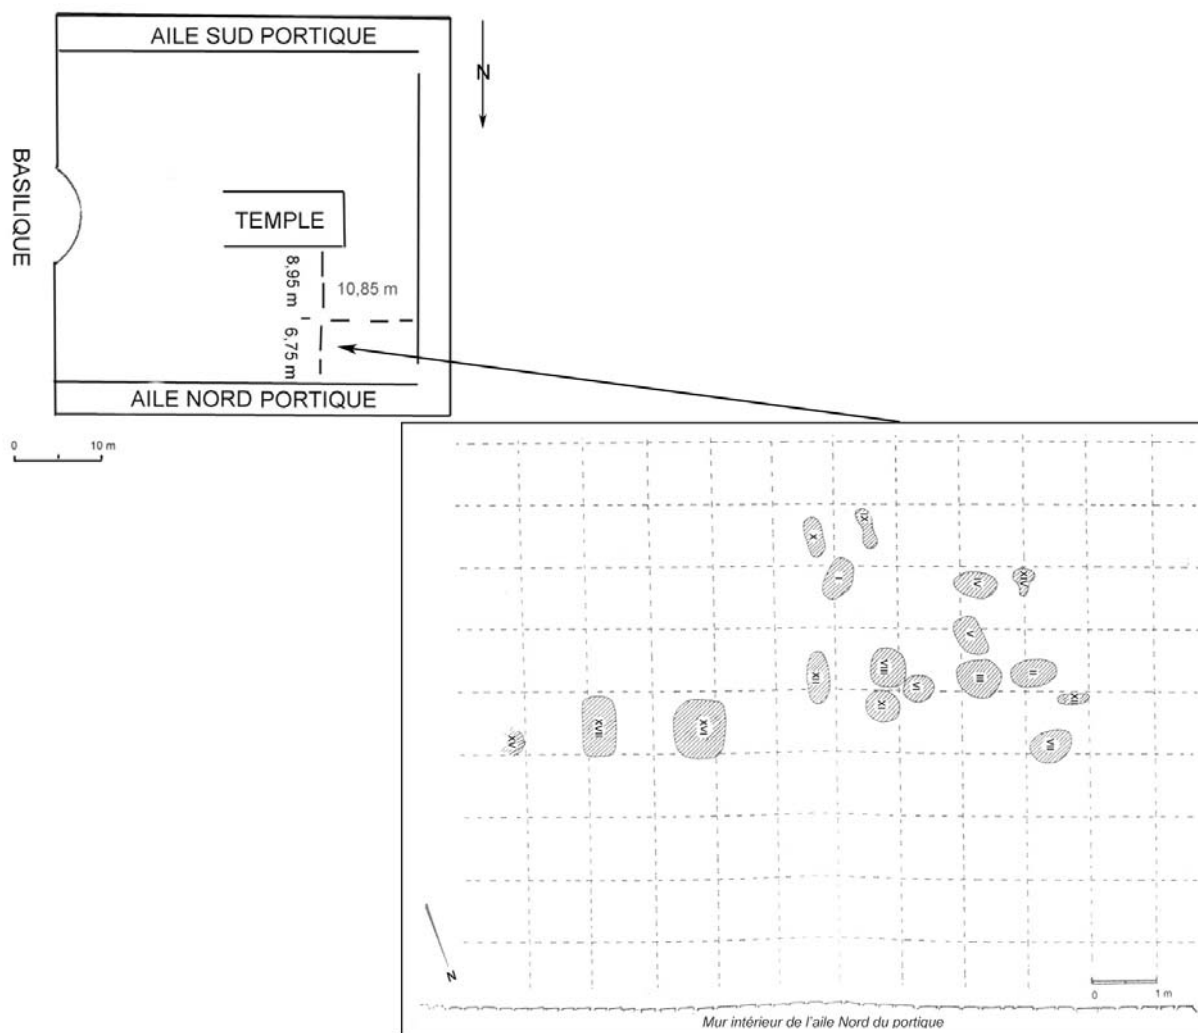 AILE SUD PORTIQUE
N
BASILIQUE
TEMPLE
8,95 m
10,85 m
6,75 m
AILE NORD PORTIQUE
0 10 m
IX
X
I
IV
XIV
V
VIII
XII
III
II
VI
XI
XIII
XVII
XVI
XV
VII
N
0 1 m
Mur intérieur de l'aile Nord du portique